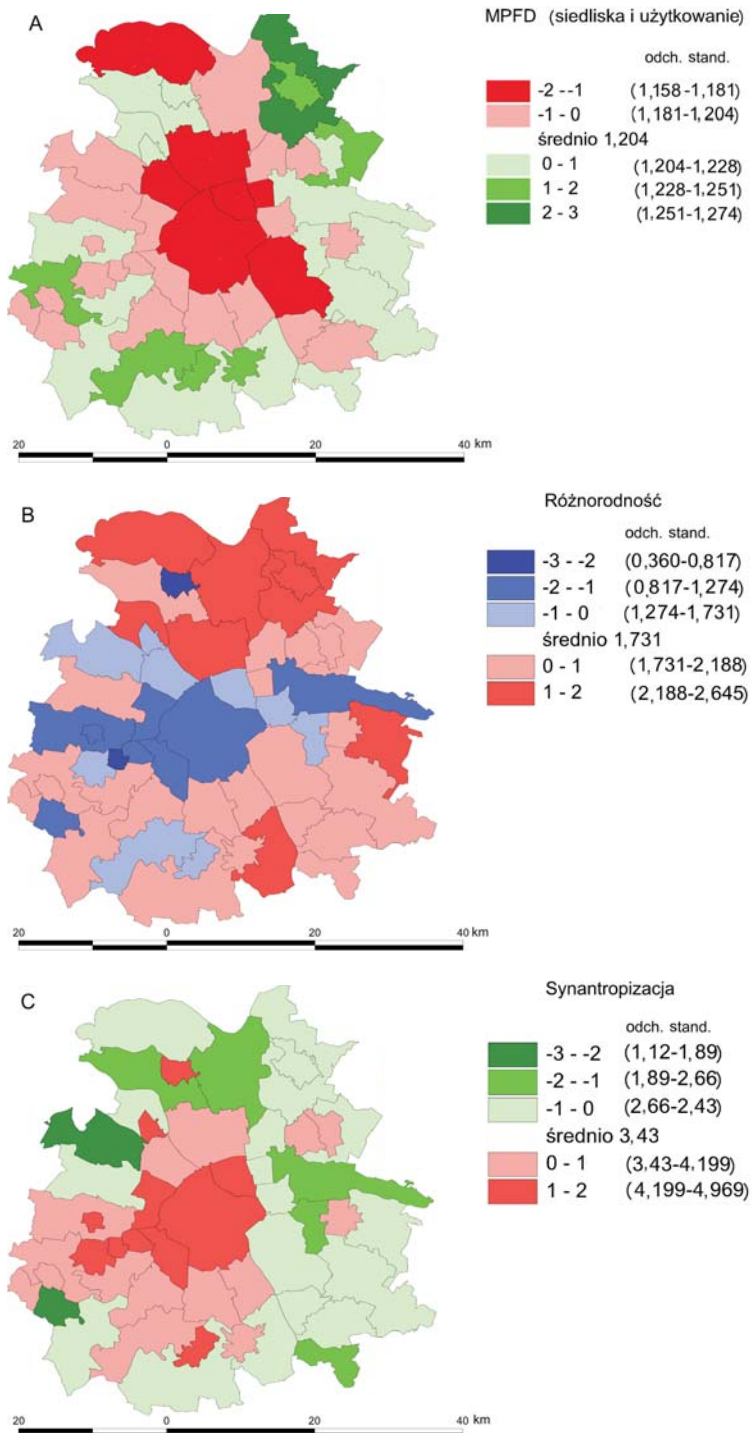 A
MPFD (siedliska i użytkowanie)
odch. stand.
-2 - -1 (1,158-1,181)
-1 - 0 (1,181-1,204)
średnio 1,204
0 - 1 (1,204-1,228)
1 - 2 (1,228-1,251)
2 - 3 (1,251-1,274)
20 0 20 40 km
B
Różnorodność
odch. stand.
-3 - -2 (0,360-0,817)
-2 - -1 (0,817-1,274)
-1 - 0 (1,274-1,731)
średnio 1,731
0 - 1 (1,731-2,188)
1 - 2 (2,188-2,645)
20 0 20 40 km
C
Synantropizacja
odch. stand.
-3 - -2 (1,12-1,89)
-2 - -1 (1,89-2,66)
-1 - 0 (2,66-2,43)
średnio 3,43
0 - 1 (3,43-4,199)
1 - 2 (4,199-4,969)
20 0 20 40 km